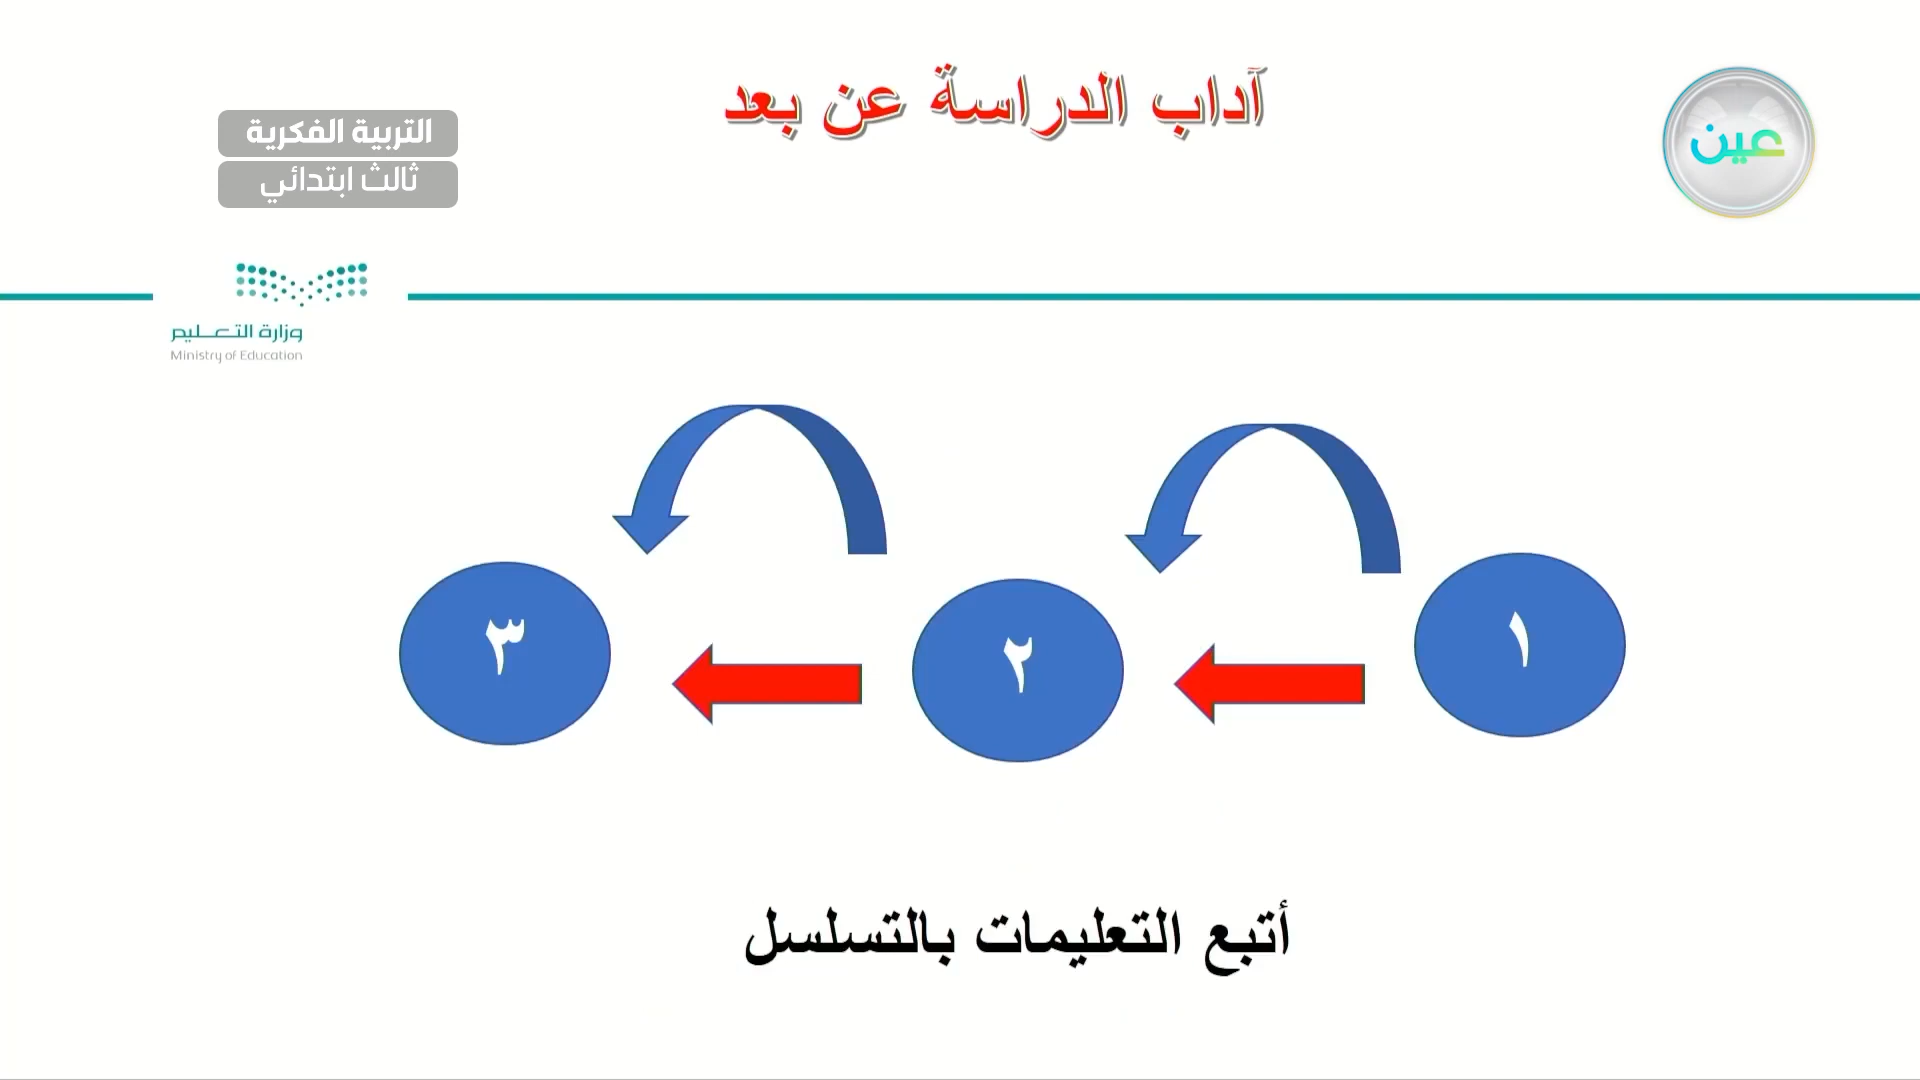 آداب الدراسة عن بعد
عين
التربية الفكرية
ثالث ابتدائي
وزارة التعليم
Ministry of Education
١
٢
٣
أتبع التعليمات بالتسلسل